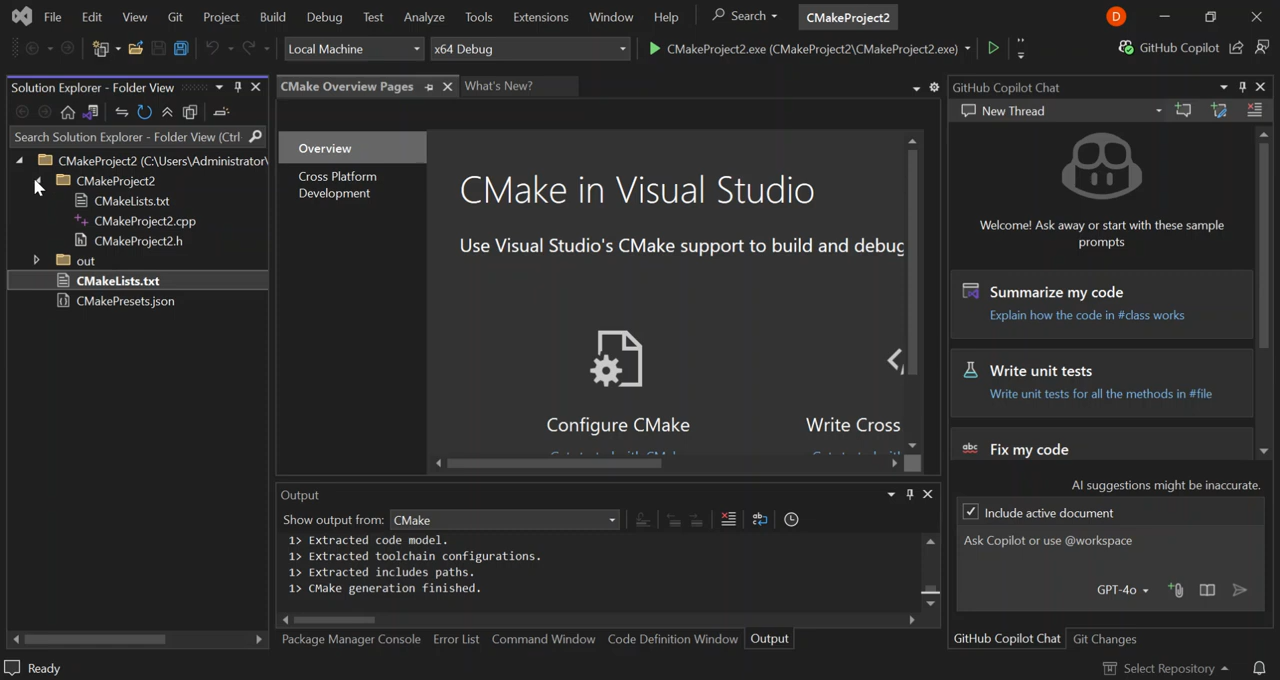 File Edit View Git Project Build Debug Test Analyze Tools Extensions Window Help Search CMakeProject2 D
Local Machine x64 Debug CMakeProject2.exe (CMakeProject2\CMakeProject2.exe) GitHub Copilot
Solution Explorer - Folder View
Search Solution Explorer - Folder View (Ctrl
CMakeProject2 (C:\Users\Administrator\
CMakeProject2
CMakeLists.txt
CMakeProject2.cpp
CMakeProject2.h
out
CMakeLists.txt
CMakePresets.json
CMake Overview Pages What's New?
Overview
Cross Platform
Development
CMake in Visual Studio
Use Visual Studio's CMake support to build and debug
Configure CMake
Write Cross
Output
Show output from: CMake
1> Extracted code model.
1> Extracted toolchain configurations.
1> Extracted includes paths.
1> CMake generation finished.
Package Manager Console Error List Command Window Code Definition Window Output
GitHub Copilot Chat
New Thread
Welcome! Ask away or start with these sample
prompts
Summarize my code
Explain how the code in #class works
Write unit tests
Write unit tests for all the methods in #file
abc Fix my code
AI suggestions might be inaccurate.
Include active document
Ask Copilot or use @workspace
GPT-4o
GitHub Copilot Chat Git Changes
Ready Select Repository